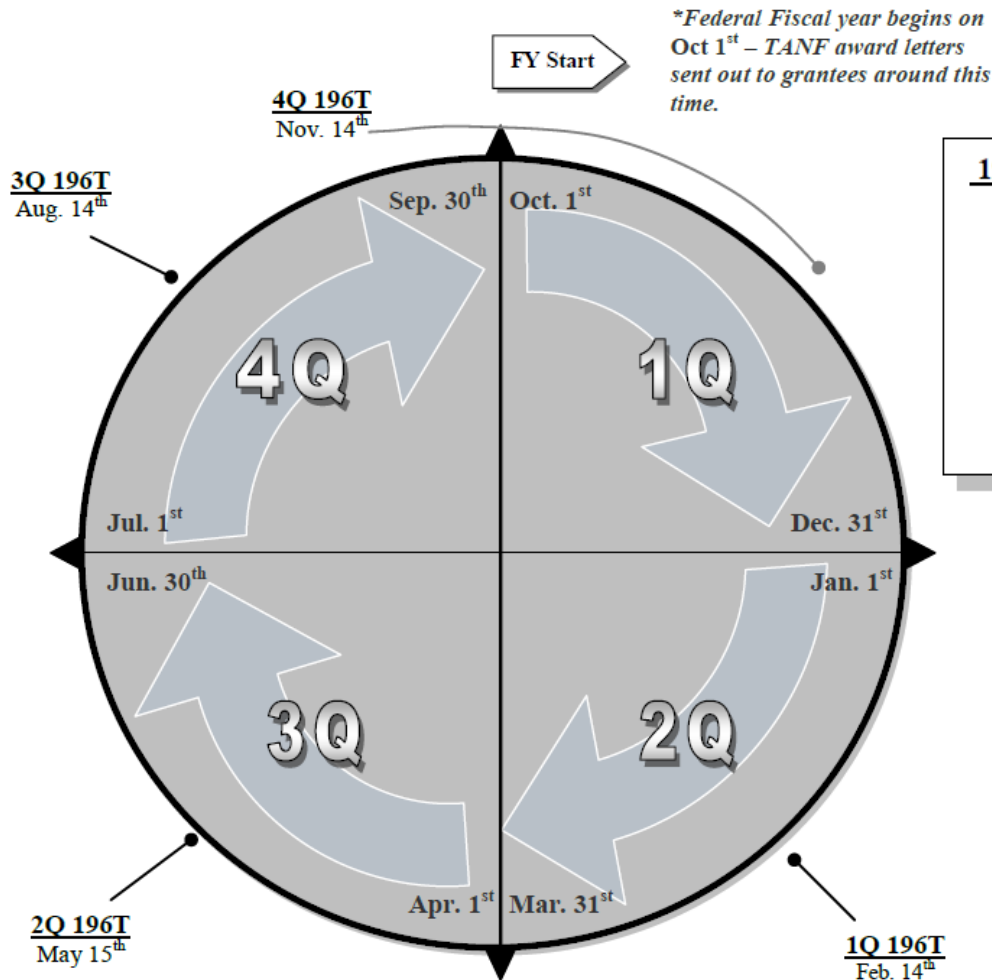 *Federal Fiscal year begins on
Oct 1st – TANF award letters
sent out to grantees around this
time.
FY Start
4Q 196T
Nov. 14th
3Q 196T
Aug. 14th
1
Sep. 30th
Oct. 1st
4Q
1Q
Jul. 1st
Dec. 31st
Jun. 30th
Jan. 1st
3Q
2Q
Apr. 1st
Mar. 31st
2Q 196T
May 15th
1Q 196T
Feb. 14th